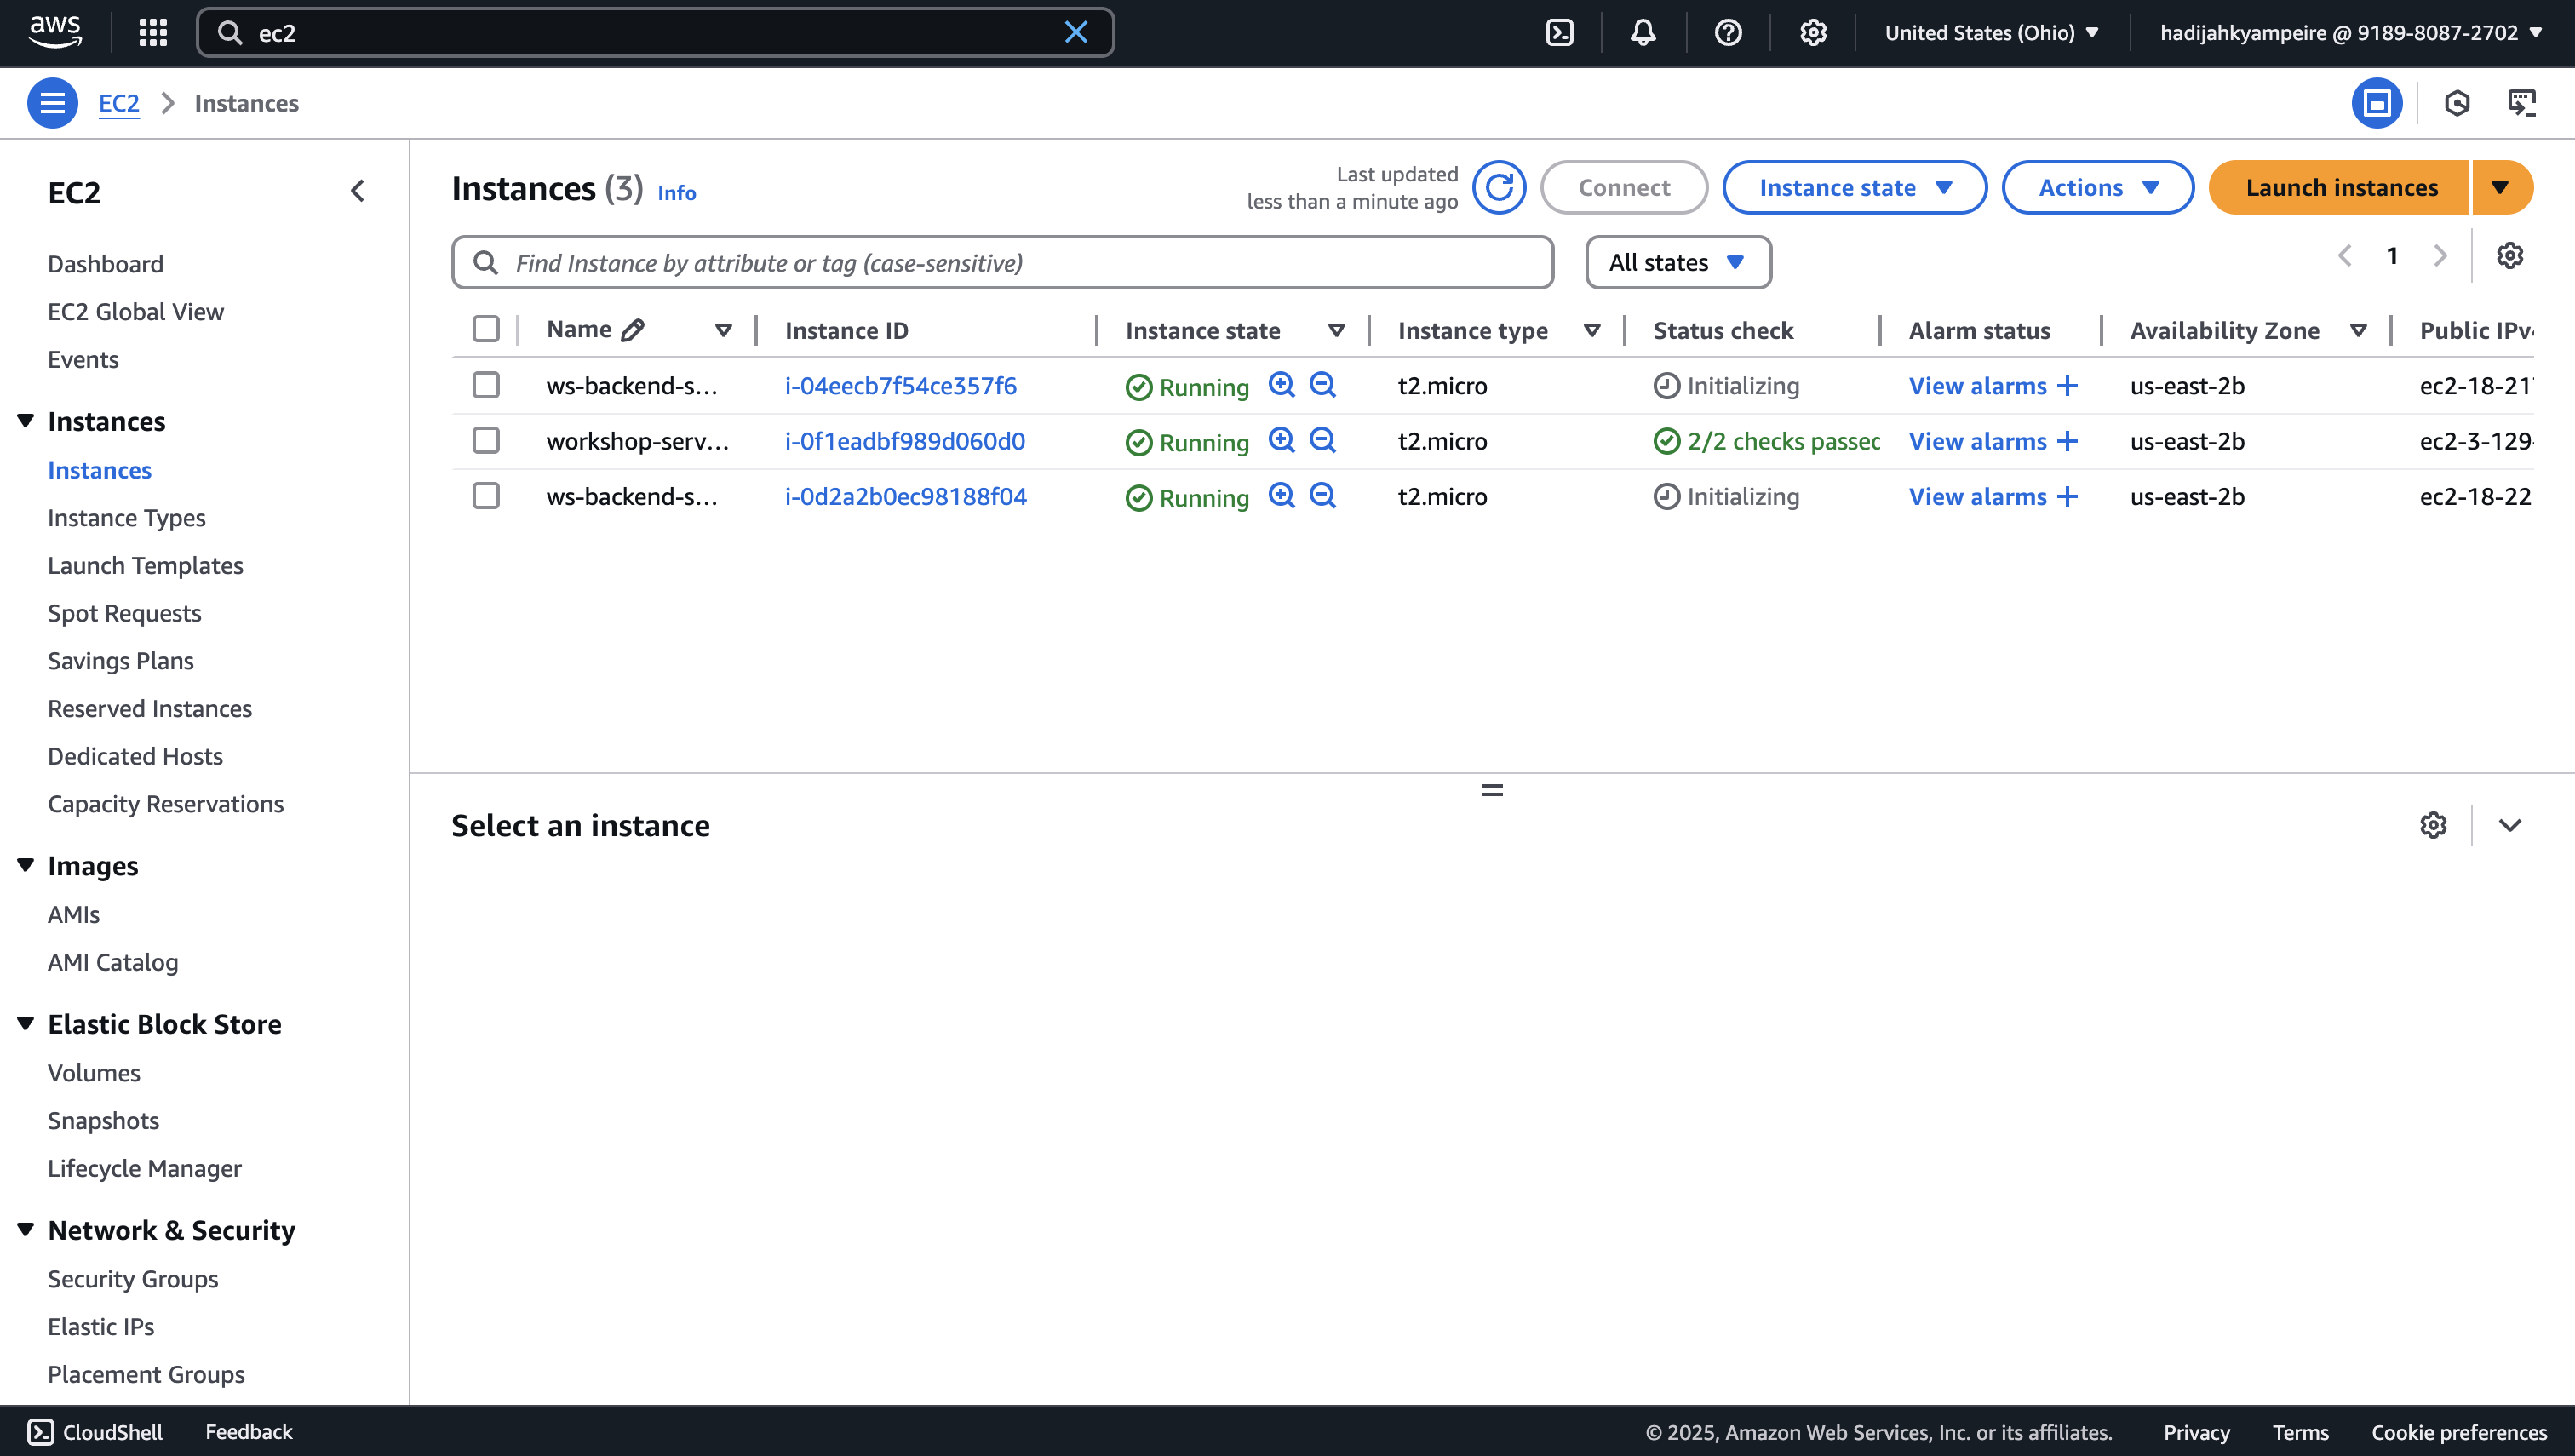 aws
ec2
United States (Ohio)
hadijahkyampeire @ 9189-8087-2702
EC2
Instances
EC2
Dashboard
EC2 Global View
Events
Instances
Instances
Instance Types
Launch Templates
Spot Requests
Savings Plans
Reserved Instances
Dedicated Hosts
Capacity Reservations
Images
AMIs
AMI Catalog
Elastic Block Store
Volumes
Snapshots
Lifecycle Manager
Network & Security
Security Groups
Elastic IPs
Placement Groups
Instances (3) Info
Last updated
less than a minute ago
Connect
Instance state
Actions
Launch instances
Find Instance by attribute or tag (case-sensitive)
All states
1
Name Instance ID Instance state Instance type Status check Alarm status Availability Zone Public IPv
ws-backend-s... i-04eecb7f54ce357f6 Running t2.micro Initializing View alarms + us-east-2b ec2-18-21
workshop-serv... i-0f1eadbf989d060d0 Running t2.micro 2/2 checks passec View alarms + us-east-2b ec2-3-129-
ws-backend-s... i-0d2a2b0ec98188f04 Running t2.micro Initializing View alarms + us-east-2b ec2-18-22
Select an instance
CloudShell
Feedback
© 2025, Amazon Web Services, Inc. or its affiliates.
Privacy
Terms
Cookie preferences